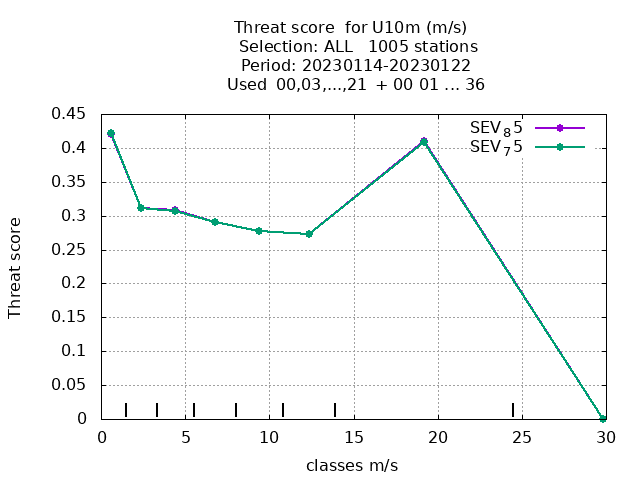 Threat score  for U10m (m/s)
Selection: ALL   1005 stations
Period: 20230114-20230122
Used  00,03,...,21  + 00 01 ... 36
0.45
0.4
0.35
0.3
0.25
0.2
0.15
0.1
0.05
0
Threat score
SEV₈5
SEV₇5
0 5 10 15 20 25 30
classes m/s